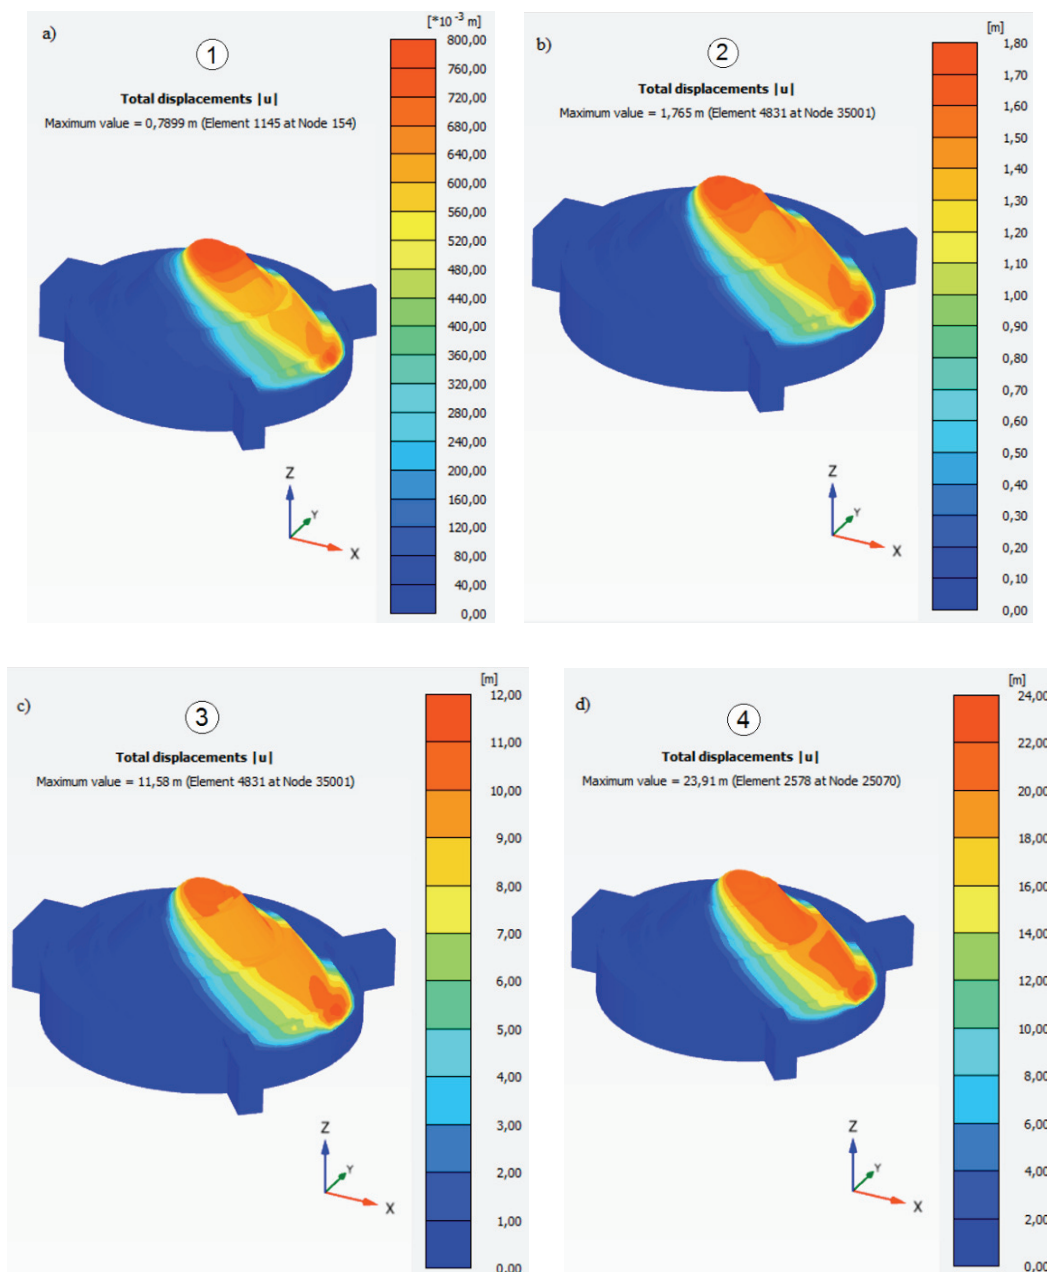 a)
1
[*10⁻³ m]
Total displacements |u|
Maximum value = 0,7899 m (Element 1145 at Node 154)
800,00
760,00
720,00
680,00
640,00
600,00
560,00
520,00
480,00
440,00
400,00
360,00
320,00
280,00
240,00
200,00
160,00
120,00
80,00
40,00
0,00
Z
Y
X
b)
2
[m]
Total displacements |u|
Maximum value = 1,765 m (Element 4831 at Node 35001)
1,80
1,70
1,60
1,50
1,40
1,30
1,20
1,10
1,00
0,90
0,80
0,70
0,60
0,50
0,40
0,30
0,20
0,10
0,00
Z
Y
X
c)
3
[m]
Total displacements |u|
Maximum value = 11,58 m (Element 4831 at Node 35001)
12,00
11,00
10,00
9,00
8,00
7,00
6,00
5,00
4,00
3,00
2,00
1,00
0,00
Z
Y
X
d)
4
[m]
Total displacements |u|
Maximum value = 23,91 m (Element 2578 at Node 25070)
24,00
22,00
20,00
18,00
16,00
14,00
12,00
10,00
8,00
6,00
4,00
2,00
0,00
Z
Y
X